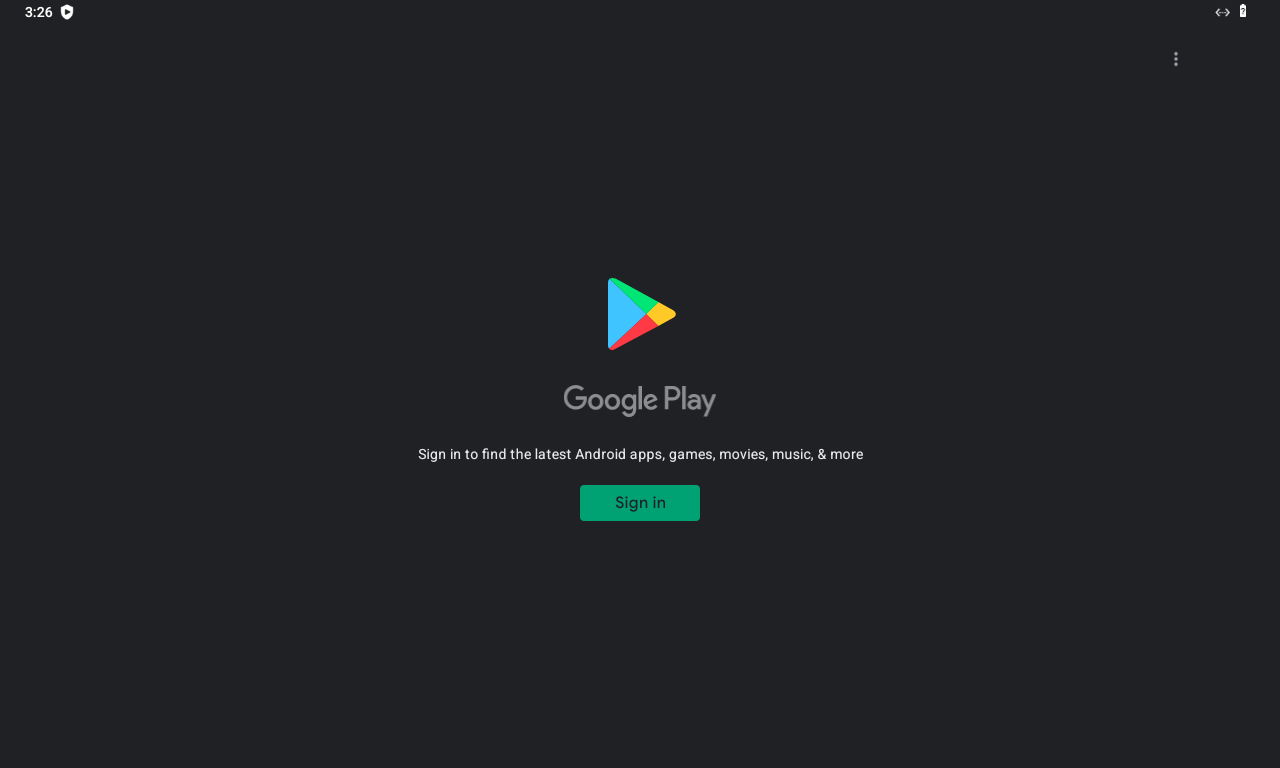 3:26
Google Play
Sign in to find the latest Android apps, games, movies, music, & more
Sign in